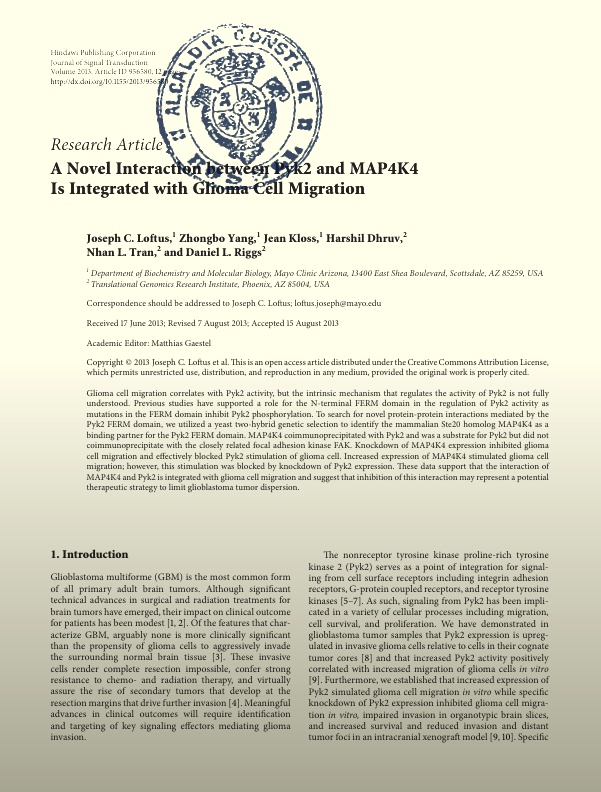 Hindawi Publishing Corporation
Journal of Signal Transduction
Volume 2013, Article ID 956580, 12
http://dx.doi.org/10.1155/2013/9565
ALCALDIA CONSTL DE
Research Article
A Novel Interaction between Pyk2 and MAP4K4
Is Integrated with Glioma Cell Migration
Joseph C. Loftus,1 Zhongbo Yang,1 Jean Kloss,1 Harshil Dhruv,2
Nhan L. Tran,2 and Daniel L. Riggs2
1 Department of Biochemistry and Molecular Biology, Mayo Clinic Arizona, 13400 East Shea Boulevard, Scottsdale, AZ 85259, USA
2 Translational Genomics Research Institute, Phoenix, AZ 85004, USA
Correspondence should be addressed to Joseph C. Loftus; loftus.joseph@mayo.edu
Received 17 June 2013; Revised 7 August 2013; Accepted 15 August 2013
Academic Editor: Matthias Gaestel
Copyright © 2013 Joseph C. Loftus et al. This is an open access article distributed under the Creative Commons Attribution License,
which permits unrestricted use, distribution, and reproduction in any medium, provided the original work is properly cited.
Glioma cell migration correlates with Pyk2 activity, but the intrinsic mechanism that regulates the activity of Pyk2 is not fully
understood. Previous studies have supported a role for the N-terminal FERM domain in the regulation of Pyk2 activity as
mutations in the FERM domain inhibit Pyk2 phosphorylation. To search for novel protein-protein interactions mediated by the
Pyk2 FERM domain, we utilized a yeast two-hybrid genetic selection to identify the mammalian Ste20 homolog MAP4K4 as a
binding partner for the Pyk2 FERM domain. MAP4K4 coimmunoprecipitated with Pyk2 and was a substrate for Pyk2 but did not
coimmunoprecipitate with the closely related focal adhesion kinase FAK. Knockdown of MAP4K4 expression inhibited glioma
cell migration and effectively blocked Pyk2 stimulation of glioma cell. Increased expression of MAP4K4 stimulated glioma cell
migration; however, this stimulation was blocked by knockdown of Pyk2 expression. These data support that the interaction of
MAP4K4 and Pyk2 is integrated with glioma cell migration and suggest that inhibition of this interaction may represent a potential
therapeutic strategy to limit glioblastoma tumor dispersion.
1. Introduction
Glioblastoma multiforme (GBM) is the most common form
of all primary adult brain tumors. Although significant
technical advances in surgical and radiation treatments for
brain tumors have emerged, their impact on clinical outcome
for patients has been modest [1, 2]. Of the features that char-
acterize GBM, arguably none is more clinically significant
than the propensity of glioma cells to aggressively invade
the surrounding normal brain tissue [3]. These invasive
cells render complete resection impossible, confer strong
resistance to chemo- and radiation therapy, and virtually
assure the rise of secondary tumors that develop at the
resection margins that drive further invasion [4]. Meaningful
advances in clinical outcomes will require identification
and targeting of key signaling effectors mediating glioma
invasion.
The nonreceptor tyrosine kinase proline-rich tyrosine
kinase 2 (Pyk2) serves as a point of integration for signal-
ing from cell surface receptors including integrin adhesion
receptors, G-protein coupled receptors, and receptor tyrosine
kinases [5–7]. As such, signaling from Pyk2 has been impli-
cated in a variety of cellular processes including migration,
cell survival, and proliferation. We have demonstrated in
glioblastoma tumor samples that Pyk2 expression is upreg-
ulated in invasive glioma cells relative to cells in their cognate
tumor cores [8] and that increased Pyk2 activity positively
correlated with increased migration of glioma cells in vitro
[9]. Furthermore, we established that increased expression of
Pyk2 simulated glioma cell migration in vitro while specific
knockdown of Pyk2 expression inhibited glioma cell migra-
tion in vitro, impaired invasion in organotypic brain slices,
and increased survival and reduced invasion and distant
tumor foci in an intracranial xenograft model [9, 10]. Specific